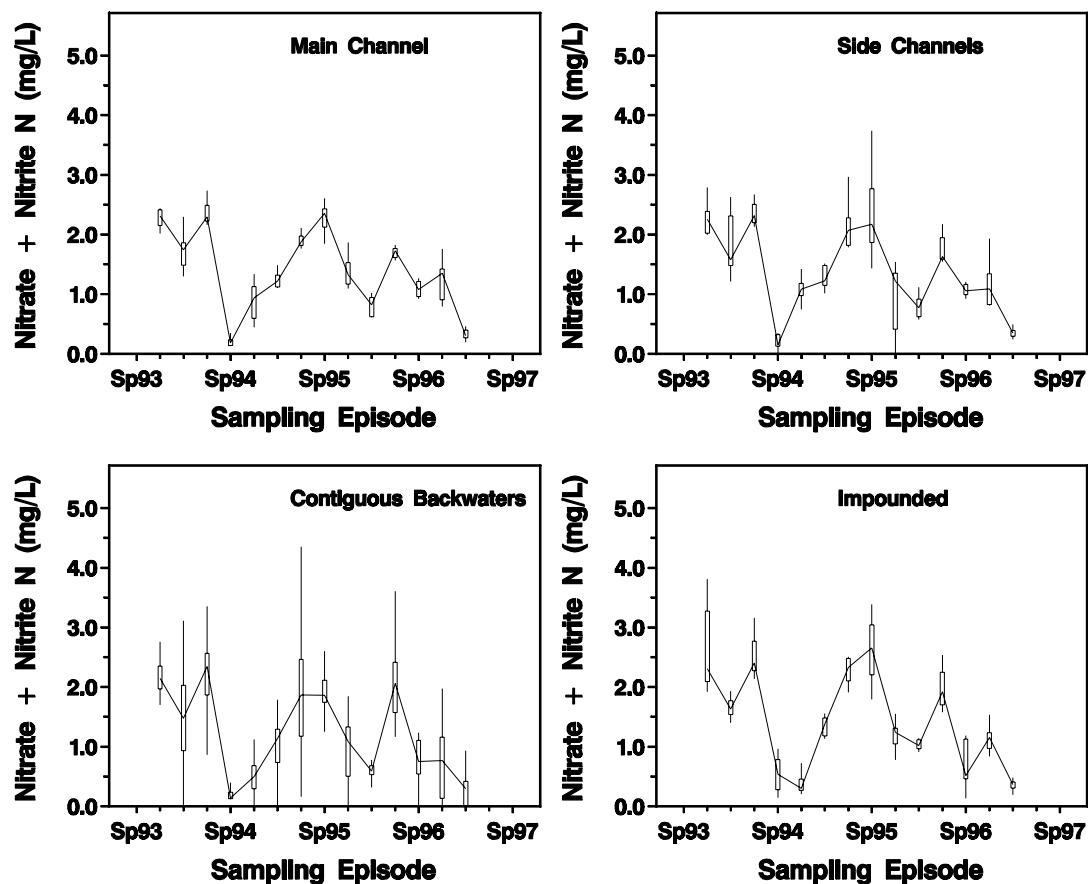 Nitrate + Nitrite N (mg/L)
Main Channel
5.0
4.0
3.0
2.0
1.0
0.0
Sp93 Sp94 Sp95 Sp96 Sp97
Sampling Episode
Nitrate + Nitrite N (mg/L)
Side Channels
5.0
4.0
3.0
2.0
1.0
0.0
Sp93 Sp94 Sp95 Sp96 Sp97
Sampling Episode
Nitrate + Nitrite N (mg/L)
Contiguous Backwaters
5.0
4.0
3.0
2.0
1.0
0.0
Sp93 Sp94 Sp95 Sp96 Sp97
Sampling Episode
Nitrate + Nitrite N (mg/L)
Impounded
5.0
4.0
3.0
2.0
1.0
0.0
Sp93 Sp94 Sp95 Sp96 Sp97
Sampling Episode